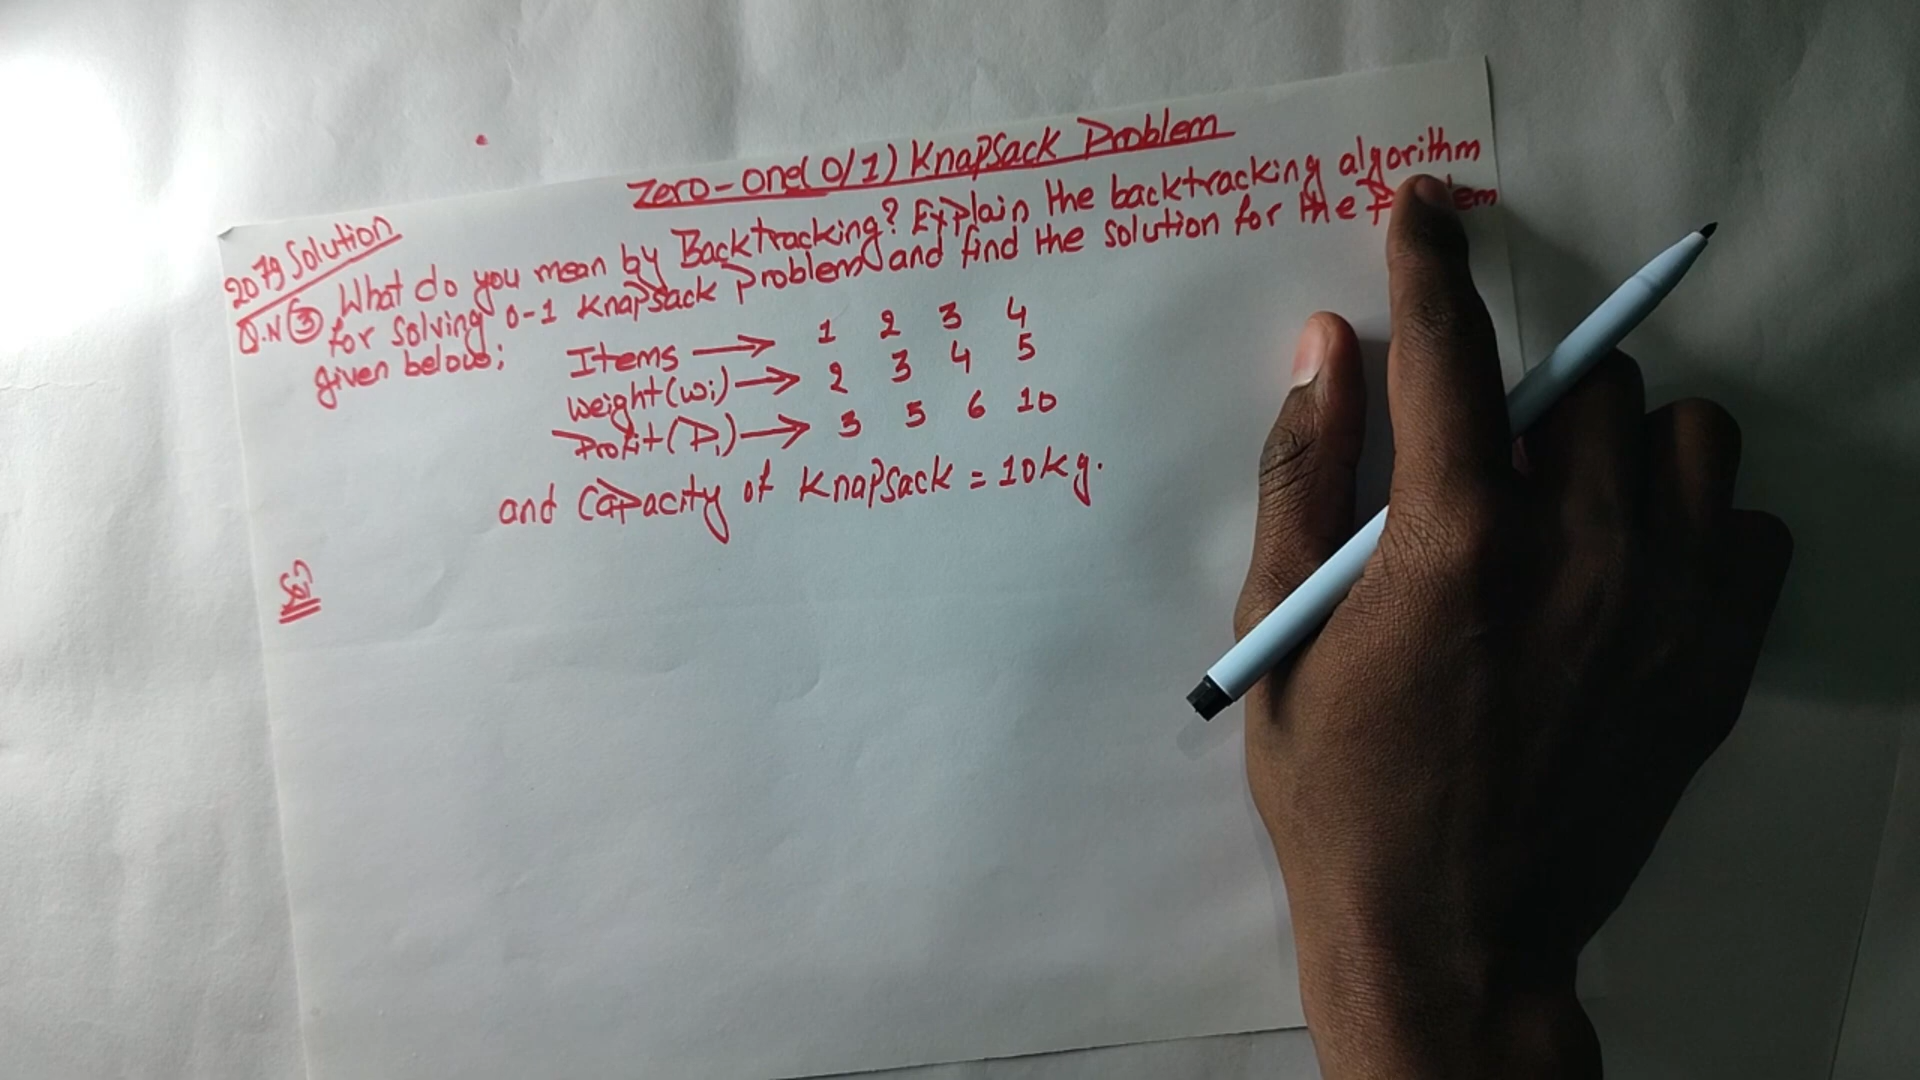 Zero-one(0/1) Knapsack Problem
2079 Solution
Q.N (3) What do you mean by Backtracking? Explain the backtracking algorithm
for solving 0-1 Knapsack Problem and find the solution for the
given below;
Items → 1 2 3 4
Weight (wi) → 2 3 4 5
Profit (Pi) → 3 5 6 10
and Capacity of Knapsack = 10kg.
Sol